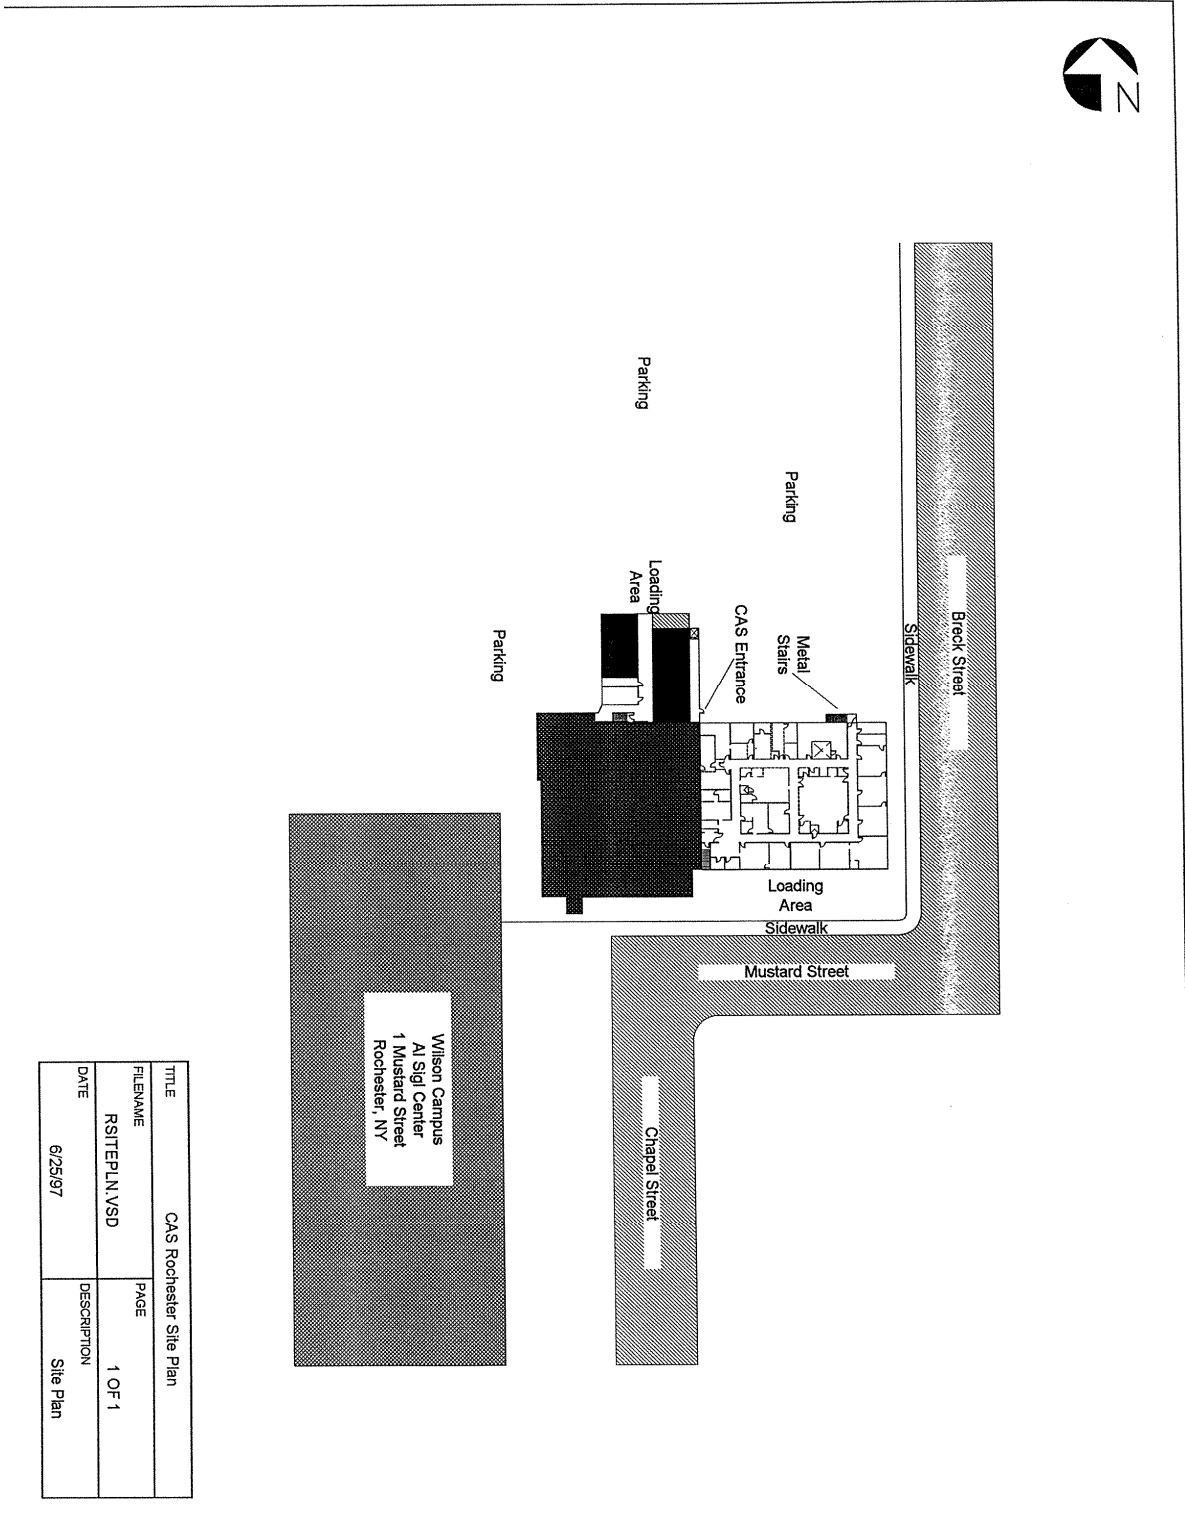 N
Breck Street
Sidewalk
Parking
Parking
Metal
Stairs
CAS Entrance
Loading
Area
Parking
Loading
Area
Sidewalk
Mustard Street
Chapel Street
Wilson Campus
Al Sigl Center
1 Mustard Street
Rochester, NY
TITLE
CAS Rochester Site Plan
FILENAME
RSITEPLN.VSD
PAGE
1 OF 1
DATE
6/25/97
DESCRIPTION
Site Plan